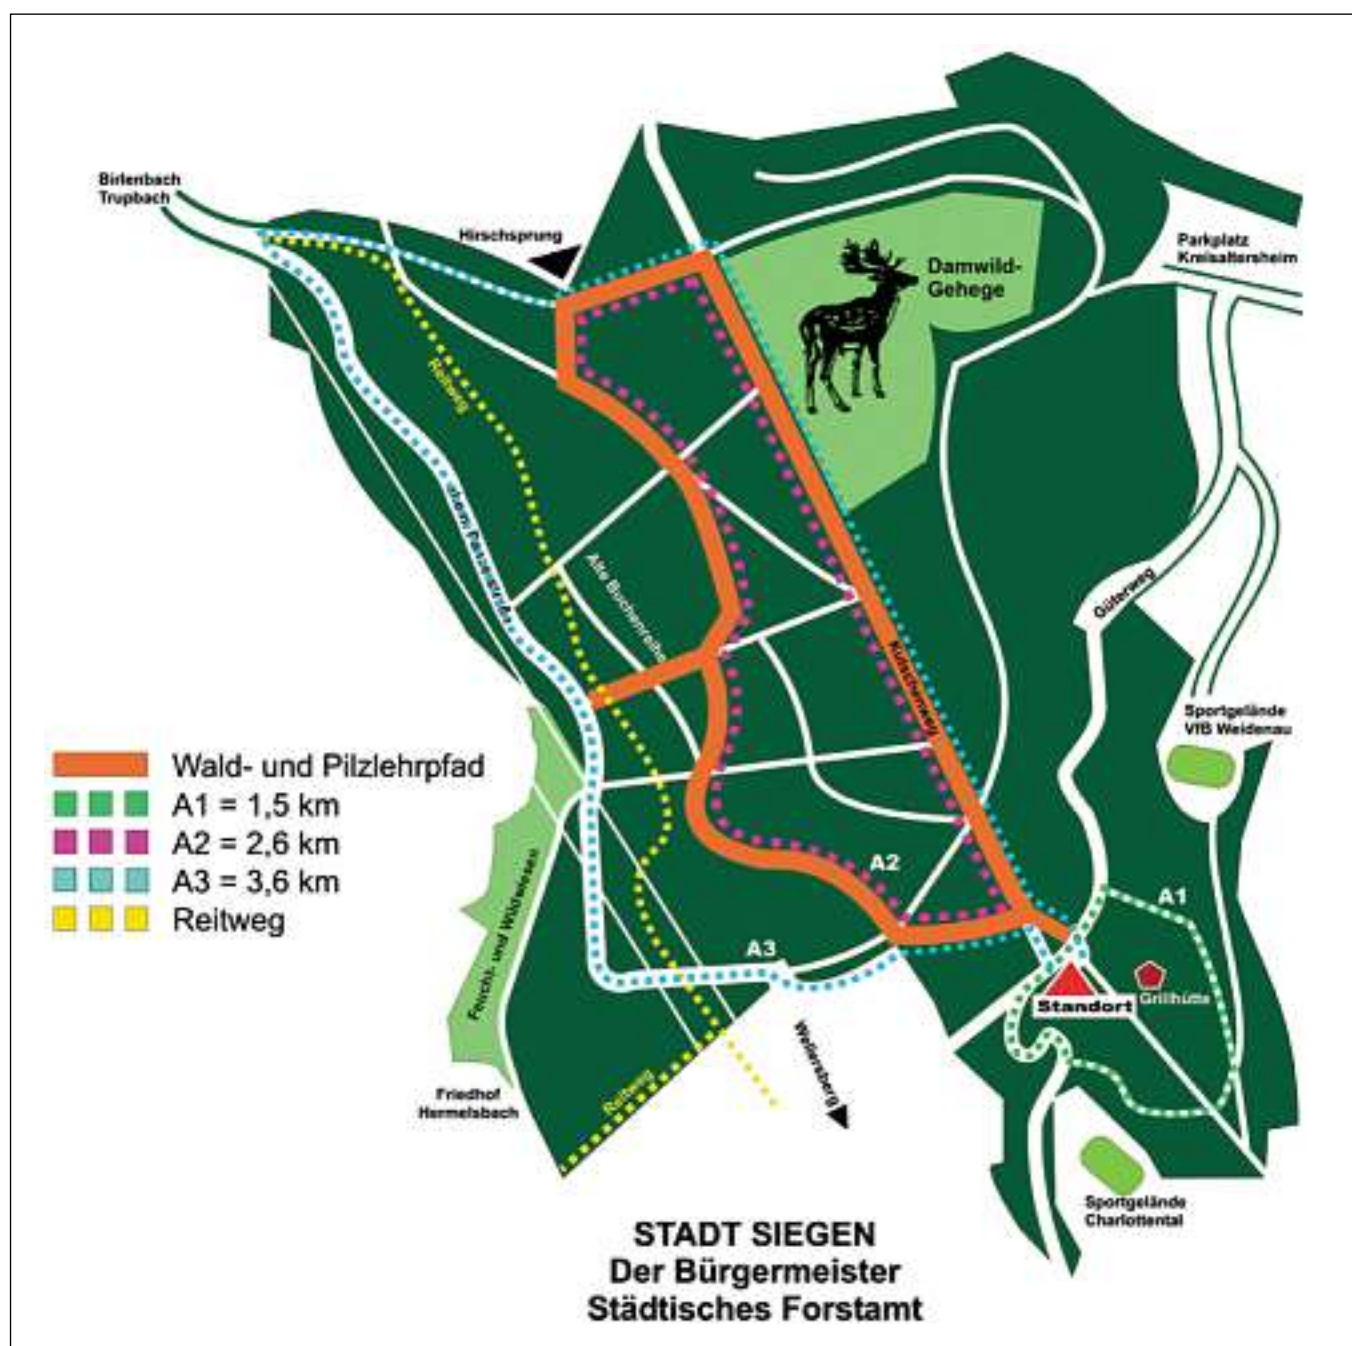 Birlenbach
Trupbach
Hirschsprung
Damwild-
Gehege
Parkplatz
Kreisaltersheim
Reitweg
Alte Buchenreihe
Güterweg
Kutschenweg
Sportgelände
VfB Weidenau
Wald- und Pilzlehrpfad
A1 = 1,5 km
A2 = 2,6 km
A3 = 3,6 km
Reitweg
A2
A1
A3
Feucht- und Wildwiesen
Grillhütte
Standort
Wellersberg
Reitweg
Friedhof
Hermelsbach
Sportgelände
Charlottental
STADT SIEGEN
Der Bürgermeister
Städtisches Forstamt